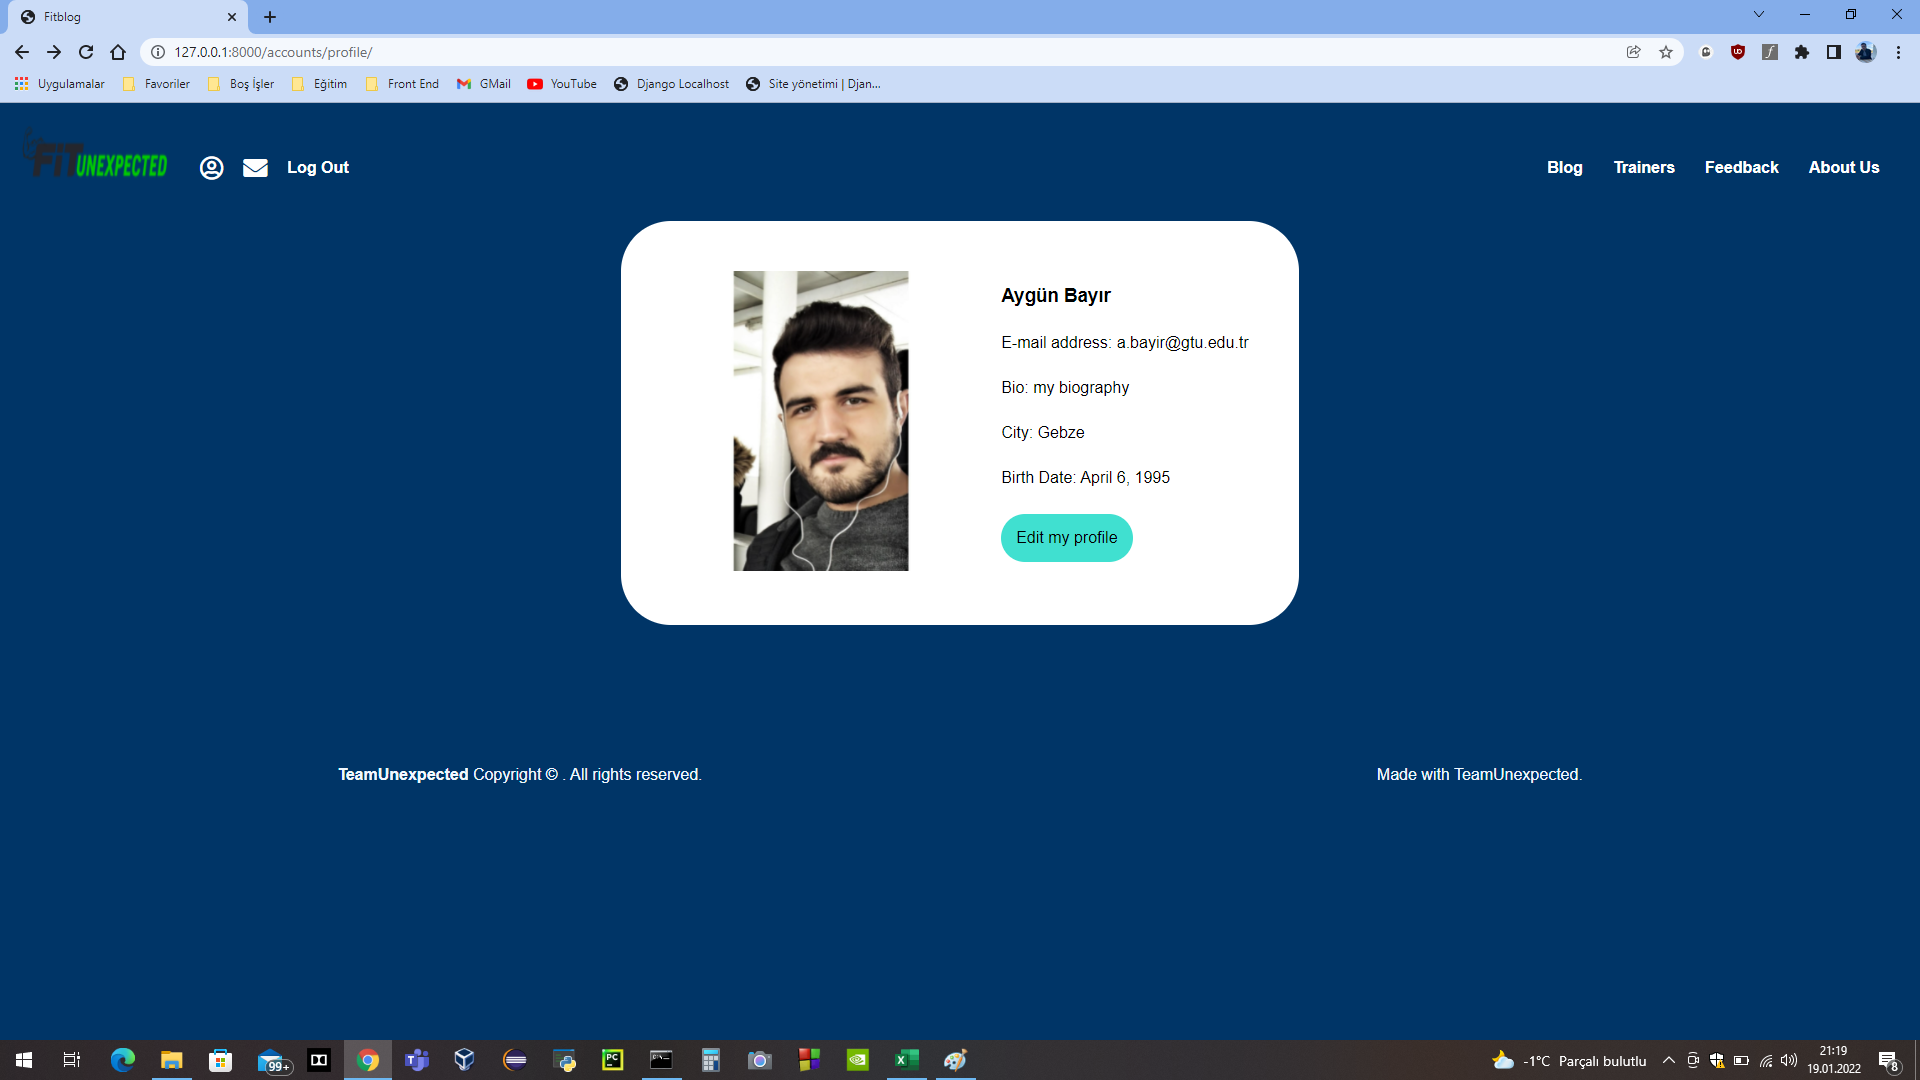 Fitblog
127.0.0.1:8000/accounts/profile/
Uygulamalar Favoriler Boş İşler Eğitim Front End GMail YouTube Django Localhost Site yönetimi | Djan...
FiT UNEXPECTED Log Out Blog Trainers Feedback About Us
Aygün Bayır
E-mail address: a.bayir@gtu.edu.tr
Bio: my biography
City: Gebze
Birth Date: April 6, 1995
Edit my profile
TeamUnexpected Copyright © . All rights reserved. Made with TeamUnexpected.
99+ -1°C Parçalı bulutlu 21:19
19.01.2022 8